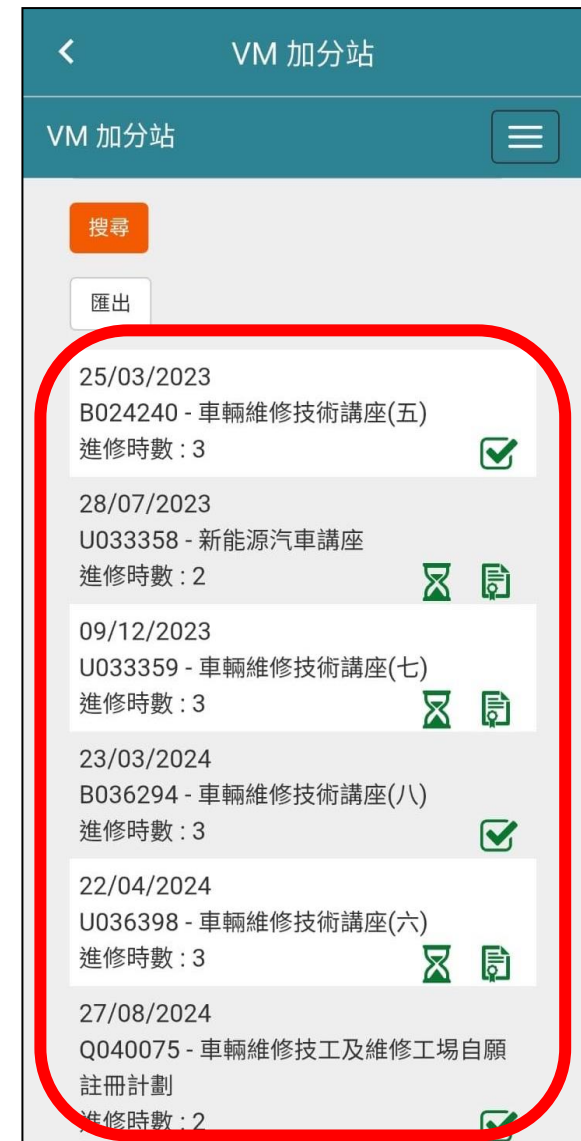 VM 加分站
VM 加分站
搜尋
匯出
25/03/2023
B024240 - 車輛維修技術講座(五)
進修時數 : 3
28/07/2023
U033358 - 新能源汽車講座
進修時數 : 2
09/12/2023
U033359 - 車輛維修技術講座(七)
進修時數 : 3
23/03/2024
B036294 - 車輛維修技術講座(八)
進修時數 : 3
22/04/2024
U036398 - 車輛維修技術講座(六)
進修時數 : 3
27/08/2024
Q040075 - 車輛維修技工及維修工場自願
註冊計劃
進修時數 : 2